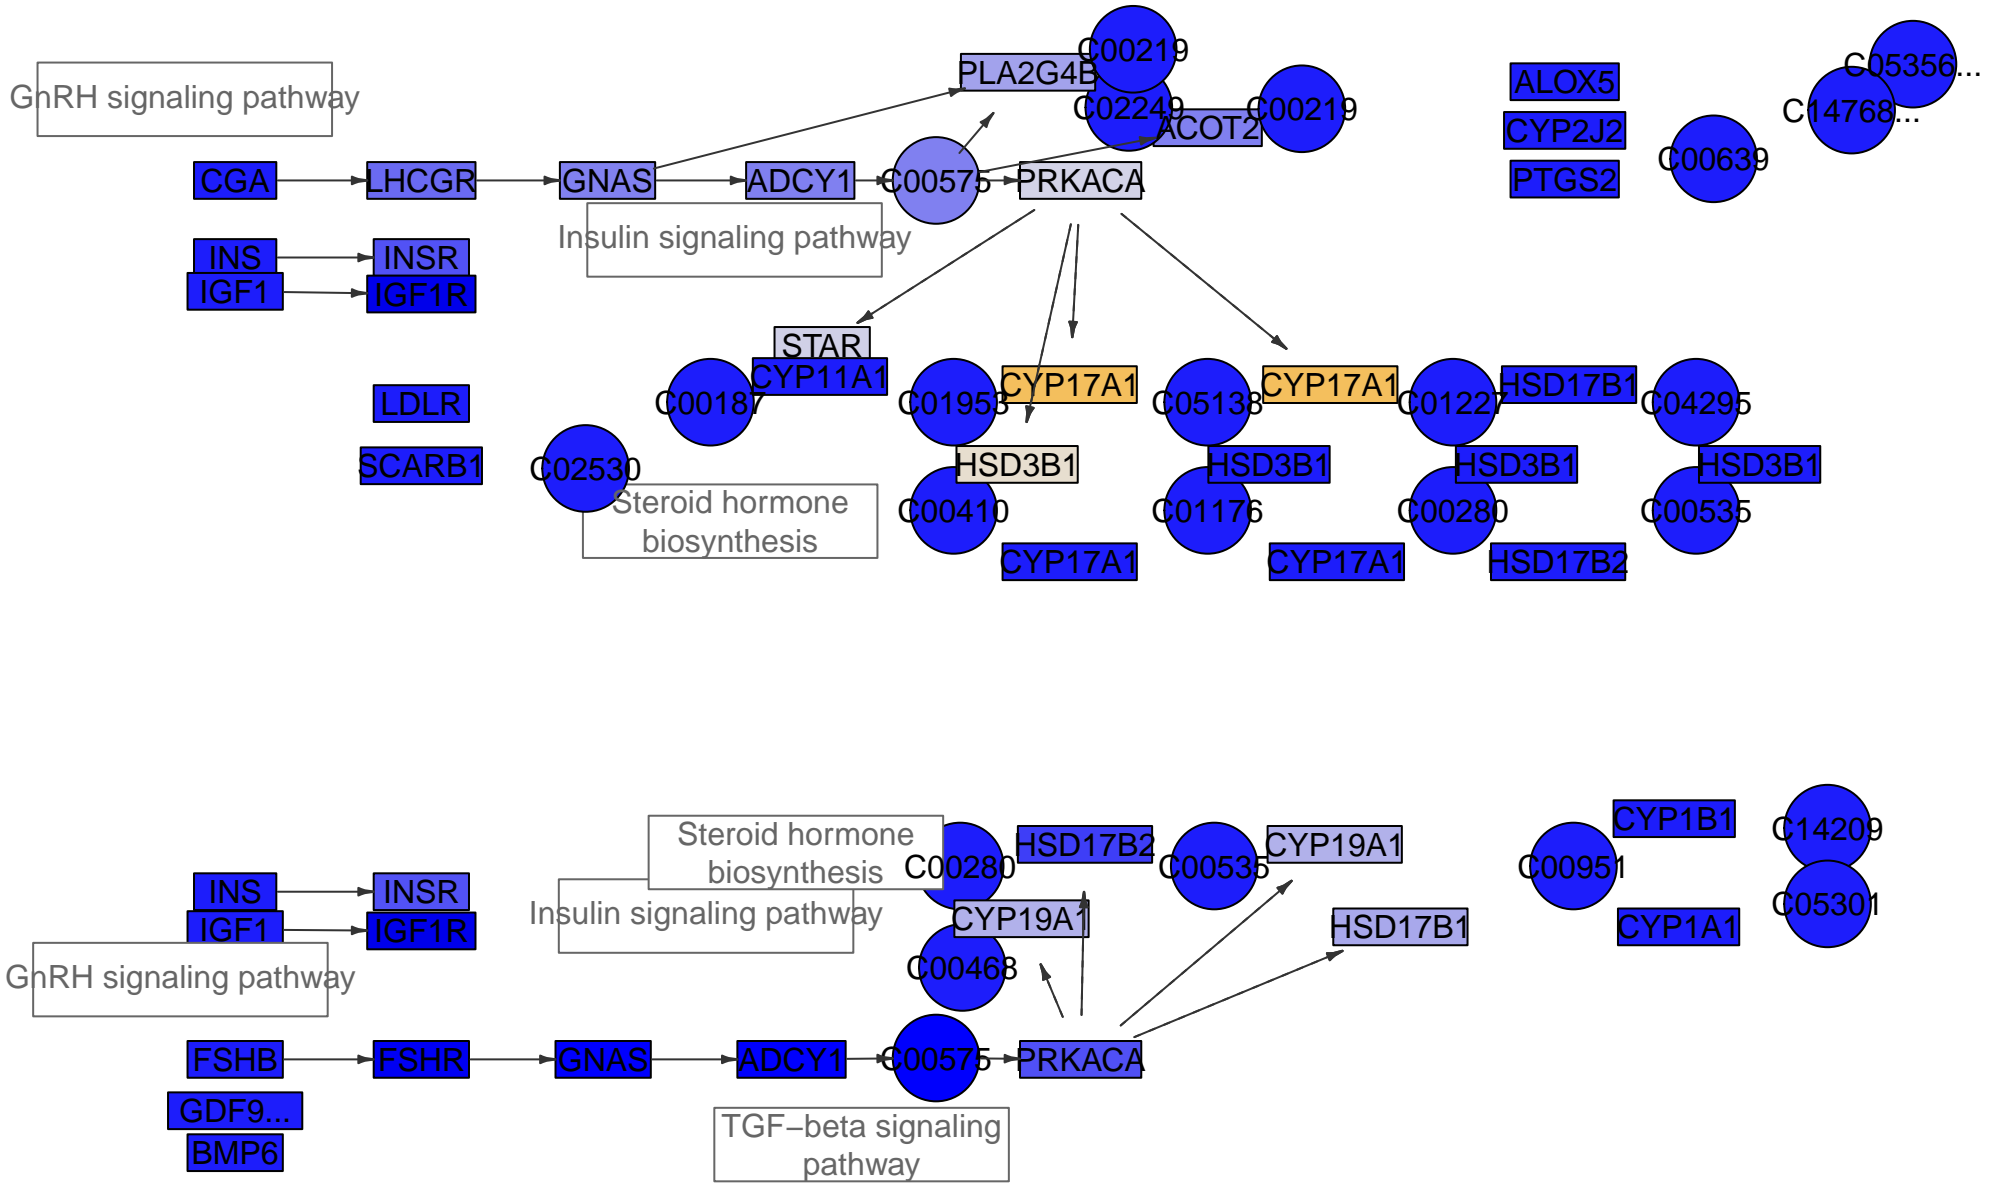 C00219
C05356...
PLA2G4B
ALOX5
GnRH signaling pathway
C02249
C00219
C14768...
ACOT2
CYP2J2
C00639
CGA
LHCGR
GNAS
ADCY1
C00575
PRKACA
PTGS2
Insulin signaling pathway
INS
INSR
IGF1
IGF1R
STAR
CYP11A1
C00187
C01953
CYP17A1
C05138
CYP17A1
C01227
HSD17B1
C04295
LDLR
SCARB1
C02530
HSD3B1
HSD3B1
HSD3B1
HSD3B1
Steroid hormone
biosynthesis
C00410
C01176
C00280
C00535
CYP17A1
CYP17A1
HSD17B2
Steroid hormone
biosynthesis
C00280
HSD17B2
C00535
CYP19A1
C00951
CYP1B1
C14209
INS
INSR
Insulin signaling pathway
CYP19A1
HSD17B1
CYP1A1
C05301
IGF1
IGF1R
GnRH signaling pathway
C00468
FSHB
FSHR
GNAS
ADCY1
C00575
PRKACA
GDF9...
BMP6
TGF−beta signaling
pathway